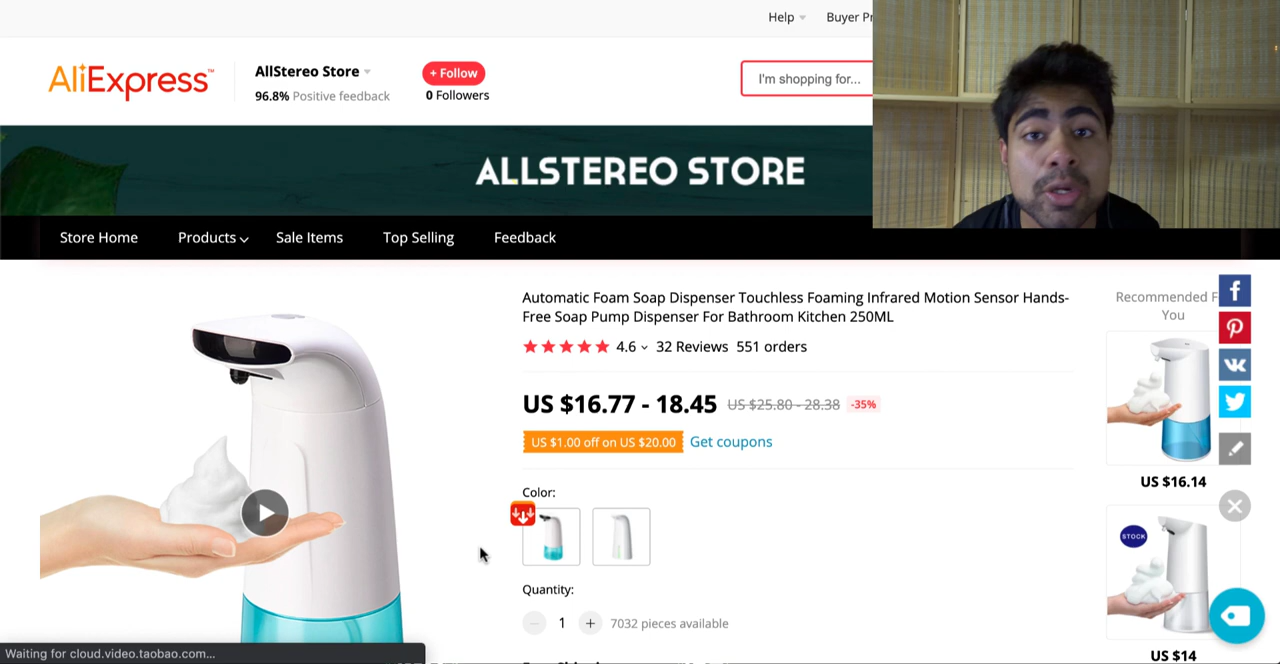 Help
Buyer Pr
AliExpress™
AllStereo Store
96.8% Positive feedback
+ Follow
0 Followers
I'm shopping for...
ALLSTEREO STORE
Store Home
Products
Sale Items
Top Selling
Feedback
Automatic Foam Soap Dispenser Touchless Foaming Infrared Motion Sensor Hands-
Free Soap Pump Dispenser For Bathroom Kitchen 250ML
4.6
32 Reviews
551 orders
US $16.77 - 18.45
US $25.80 - 28.38
-35%
US $1.00 off on US $20.00
Get coupons
Color:
Quantity:
1
7032 pieces available
Recommended F
You
US $16.14
STOCK
US $14
Waiting for cloud.video.taobao.com...